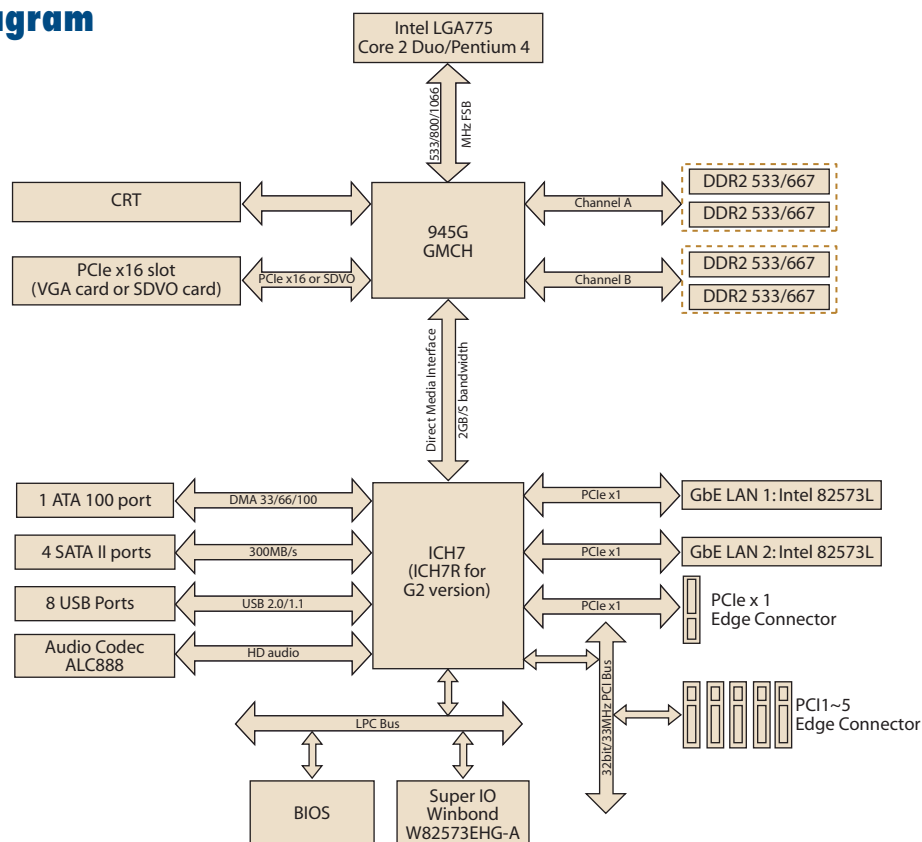 agram
Intel LGA775
Core 2 Duo/Pentium 4
533/800/1066
MHz FSB
CRT
945G
GMCH
Channel A
DDR2 533/667
DDR2 533/667
PCIe x16 slot
(VGA card or SDVO card)
PCIe x16 or SDVO
Channel B
DDR2 533/667
DDR2 533/667
Direct Media Interface
2GB/S bandwidth
1 ATA 100 port
DMA 33/66/100
4 SATA II ports
300MB/s
8 USB Ports
USB 2.0/1.1
Audio Codec
ALC888
HD audio
ICH7
(ICH7R for
G2 version)
PCIe x1
GbE LAN 1: Intel 82573L
PCIe x1
GbE LAN 2: Intel 82573L
PCIe x1
PCIe x 1
Edge Connector
32bit/33MHz PCI Bus
PCI1~5
Edge Connector
LPC Bus
BIOS
Super IO
Winbond
W82573EHG-A